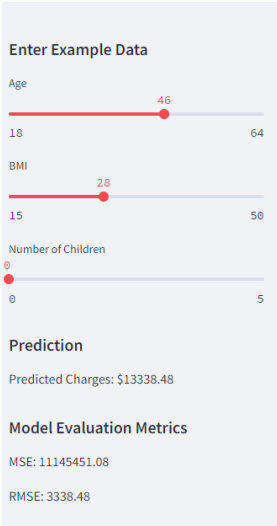 Enter Example Data
Age
46
18 64
BMI
28
15 50
Number of Children
0
0 5
Prediction
Predicted Charges: $13338.48
Model Evaluation Metrics
MSE: 11145451.08
RMSE: 3338.48